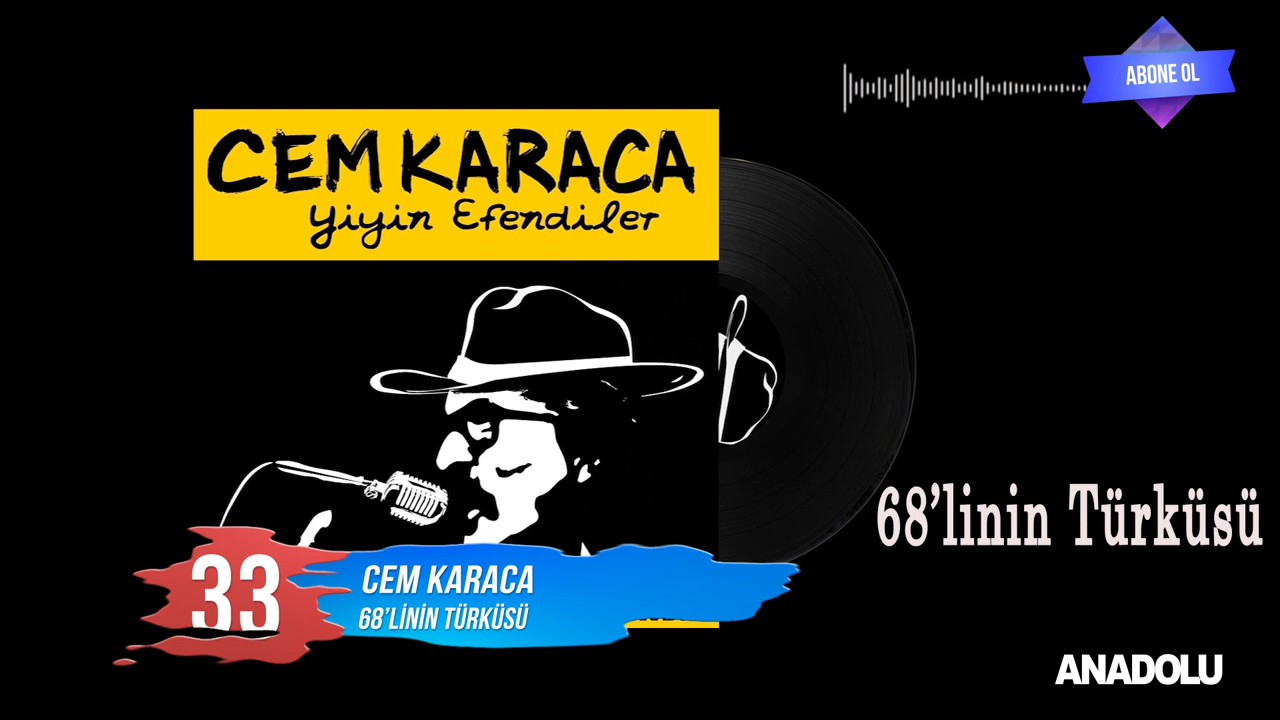 ABONE OL
CEM KARACA
Yiyin Efendiler
68'linin Türküsü
33
CEM KARACA
68'LİNİN TÜRKÜSÜ
ANADOLU